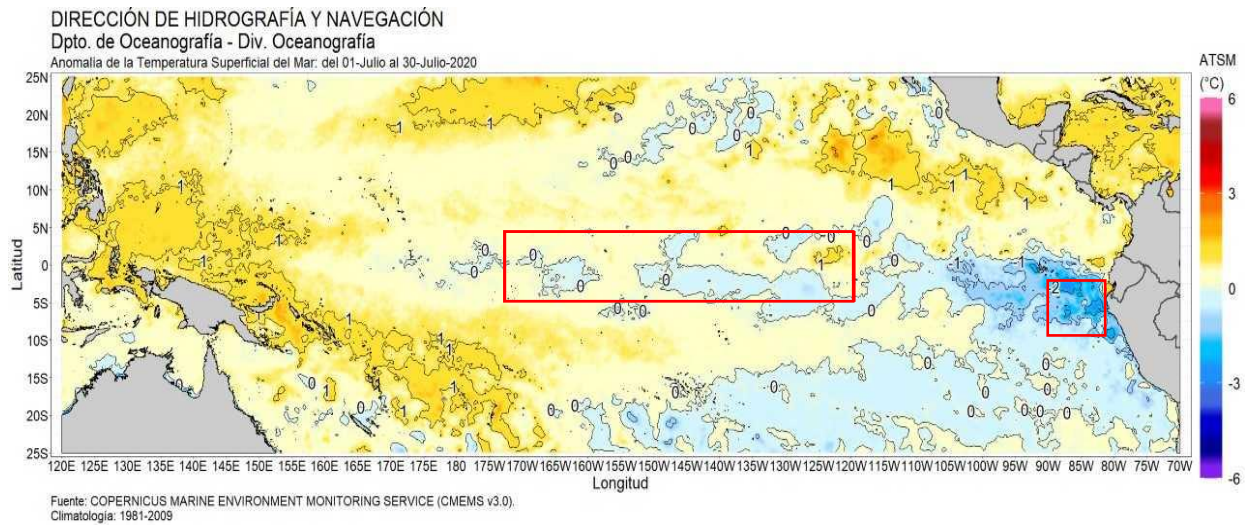 DIRECCIÓN DE HIDROGRAFÍA Y NAVEGACIÓN
Dpto. de Oceanografía - Div. Oceanografía
Anomalia de la Temperatura Superficial del Mar: del 01-Julio al 30-Julio-2020
ATSM
(°C)
6
3
0
-3
-6
Latitud
25N
20N
15N
10N
5N
0
5S
10S
15S
20S
25S
120E 125E 130E 135E 140E 145E 150E 155E 160E 165E 170E 175E 180 175W 170W 165W 160W 155W 150W 145W 140W 135W 130W 125W 120W 115W 110W 105W 100W 95W 90W 85W 80W 75W 70W
Longitud
Fuente: COPERNICUS MARINE ENVIRONMENT MONITORING SERVICE (CMEMS v3.0).
Climatología: 1981-2009